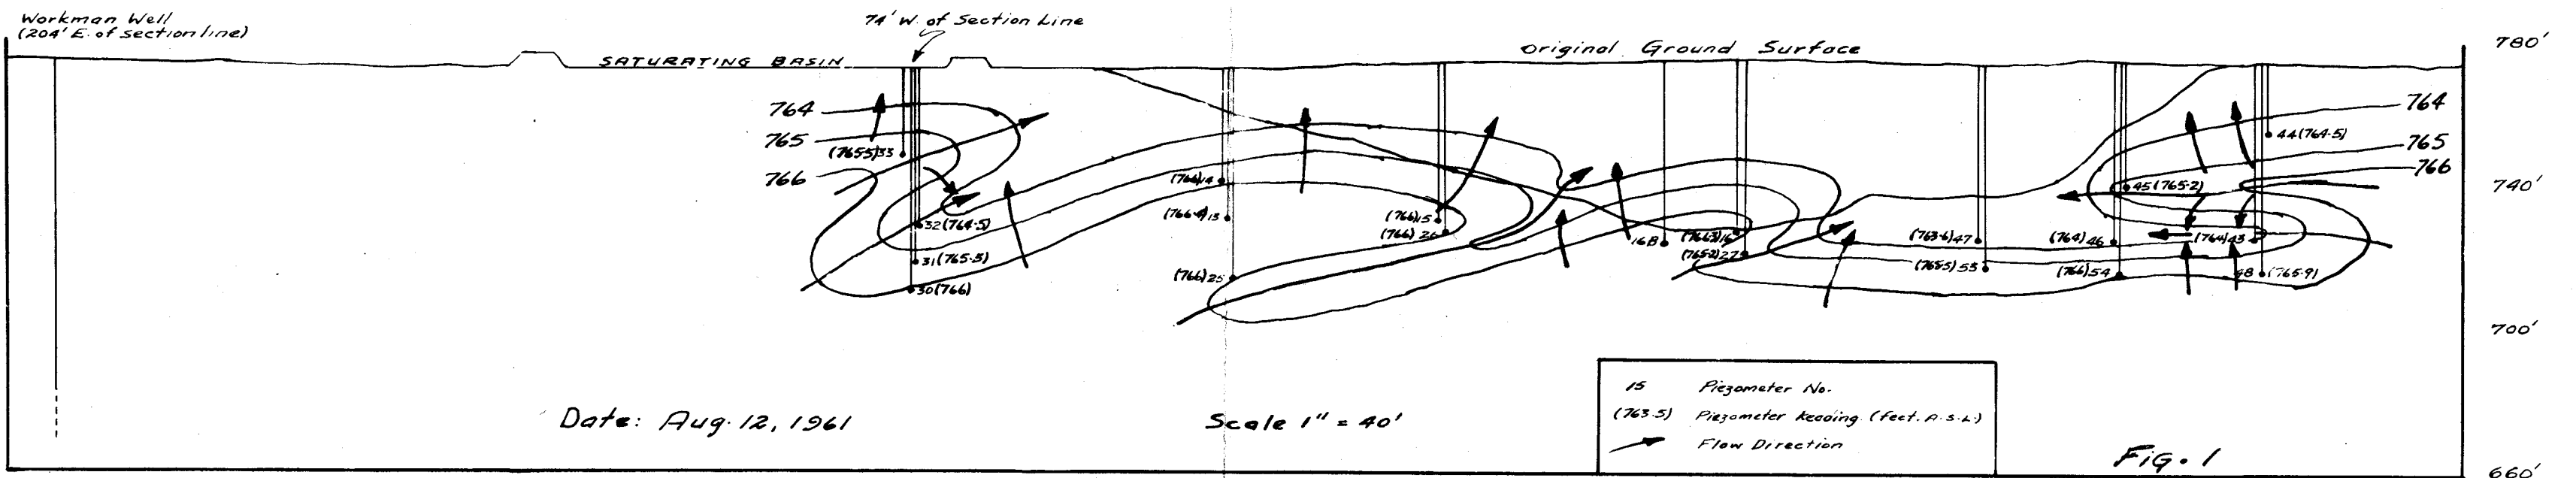 Workman Well
(204' E. of section line)
74' W. of Section Line
Original Ground Surface
780'
SATURATING BASIN
764
765
766
(765.5)33
32(764.5)
31(765.5)
30(766)
(766)14
(766.4)13
(766)25
(766)15
(766)26
16B
(766.3)16
(765.2)27
(763.6)47
(765.5)55
(764)46
(766)54
45(765.2)
44(764.5)
(764)43
48 (765.9)
764
765
766
740'
700'
660'
Date: Aug. 12, 1961
Scale 1" = 40'
15 Piezometer No.
(763.5) Piezometer Reading (feet. A.S.L.)
Flow Direction
Fig. 1